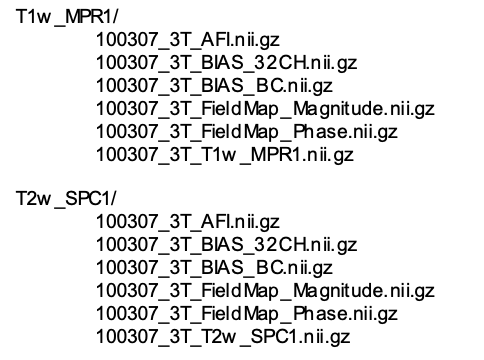 T1w_MPR1/
100307_3T_AFI.nii.gz
100307_3T_BIAS_32CH.nii.gz
100307_3T_BIAS_BC.nii.gz
100307_3T_FieldMap_Magnitude.nii.gz
100307_3T_FieldMap_Phase.nii.gz
100307_3T_T1w_MPR1.nii.gz
T2w_SPC1/
100307_3T_AFI.nii.gz
100307_3T_BIAS_32CH.nii.gz
100307_3T_BIAS_BC.nii.gz
100307_3T_FieldMap_Magnitude.nii.gz
100307_3T_FieldMap_Phase.nii.gz
100307_3T_T2w_SPC1.nii.gz